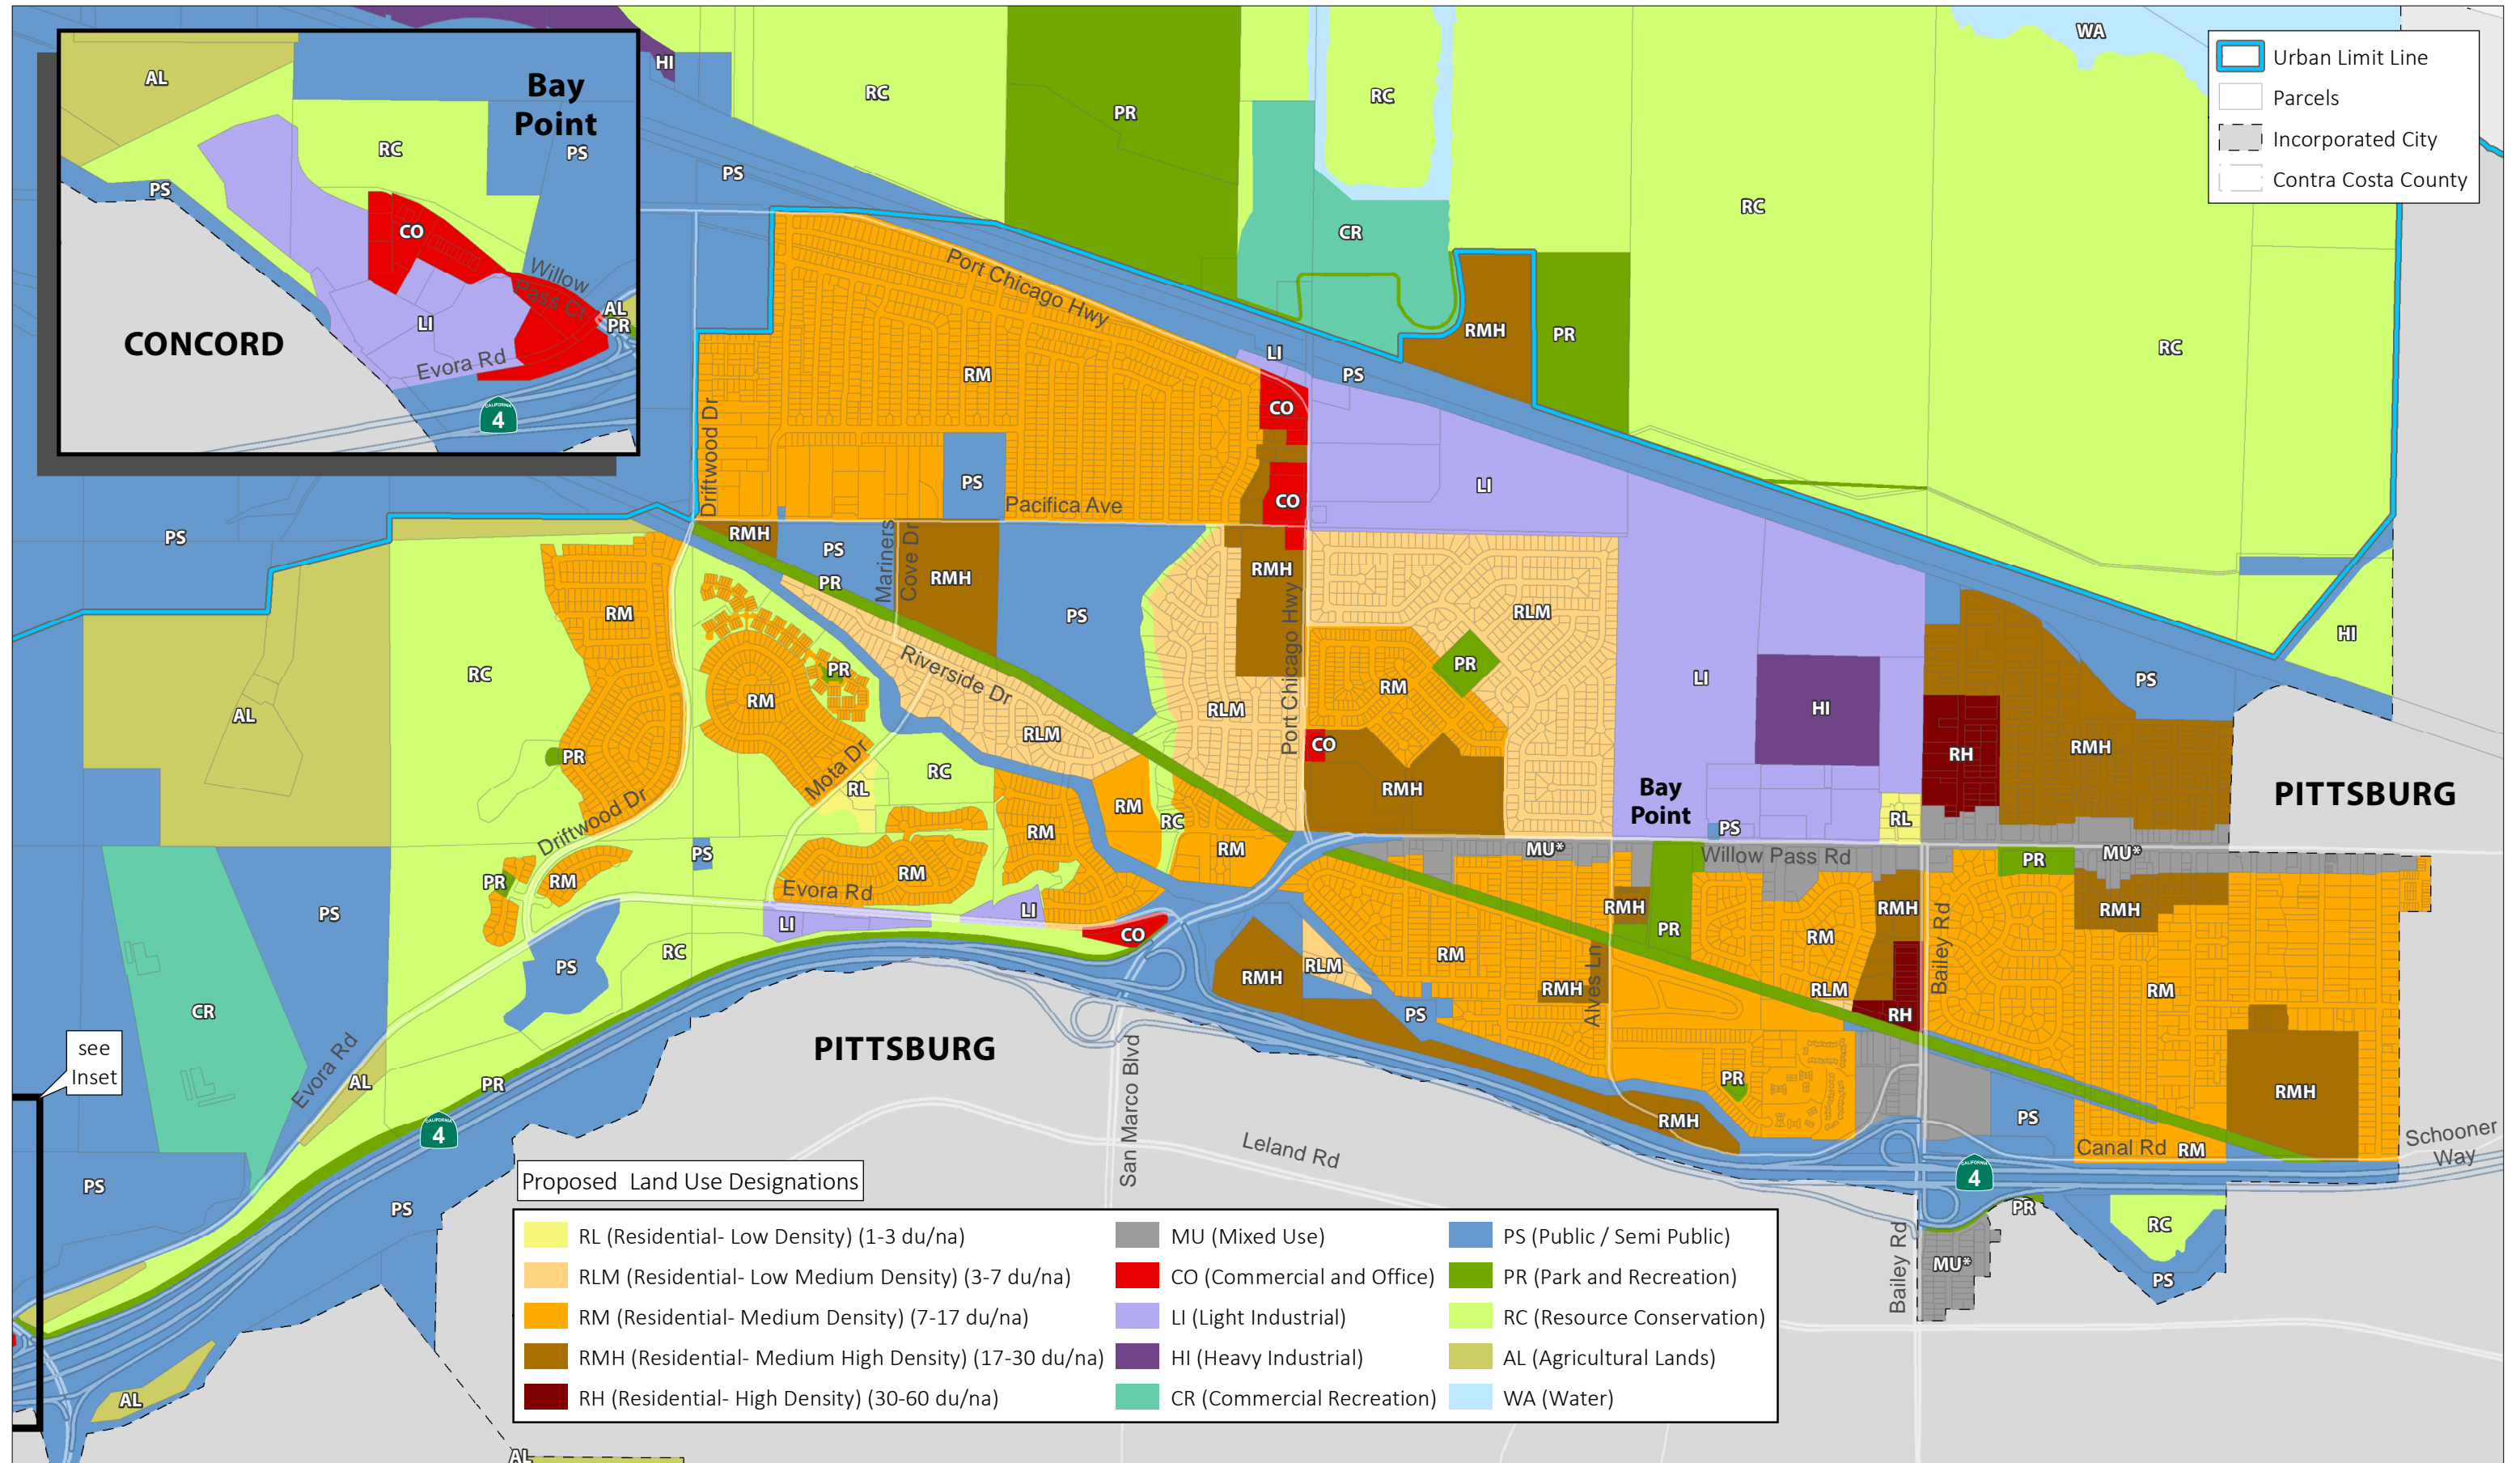 Bay
Point
AL
RC
PS
PS
CO
Willow
Pass Ct
AL
PR
LI
CONCORD
Evora Rd
CALIFORNIA
4
HI
RC
PR
RC
WA
Urban Limit Line
Parcels
Incorporated City
Contra Costa County
PS
RC
CR
Port Chicago Hwy
RMH
PR
RC
LI
PS
RM
CO
Driftwood Dr
PS
Pacifica Ave
CO
LI
PS
RMH
PS
Mariners
Cove Dr
RMH
PR
RMH
PS
RM
RLM
HI
RC
PR
Riverside Dr
Port Chicago Hwy
PR
RM
LI
PS
RM
RLM
HI
AL
RLM
CO
RMH
RH
PR
RC
Mota Dr
RL
RMH
Bay
Point
PITTSBURG
RM
RC
Driftwood Dr
RM
PS
RL
PS
RM
MU*
Willow Pass Rd
MU*
PR
RM
PR
RM
Evora Rd
RMH
RMH
RMH
PS
LI
LI
CO
PR
RM
Bailey Rd
RC
PS
RMH
RLM
RM
Alves Ln
RMH
RLM
RM
CR
PS
RH
see
Inset
Evora Rd
PITTSBURG
San Marco Blvd
AL
PR
PR
RMH
CALIFORNIA
4
RMH
PS
Leland Rd
Canal Rd
RM
Schooner
Way
CALIFORNIA
4
PS
PS
Proposed Land Use Designations
PR
RC
Bailey Rd
MU*
PS
RL (Residential- Low Density) (1-3 du/na)
RLM (Residential- Low Medium Density) (3-7 du/na)
RM (Residential- Medium Density) (7-17 du/na)
RMH (Residential- Medium High Density) (17-30 du/na)
RH (Residential- High Density) (30-60 du/na)
MU (Mixed Use)
CO (Commercial and Office)
LI (Light Industrial)
HI (Heavy Industrial)
CR (Commercial Recreation)
PS (Public / Semi Public)
PR (Park and Recreation)
RC (Resource Conservation)
AL (Agricultural Lands)
WA (Water)
AL
AL